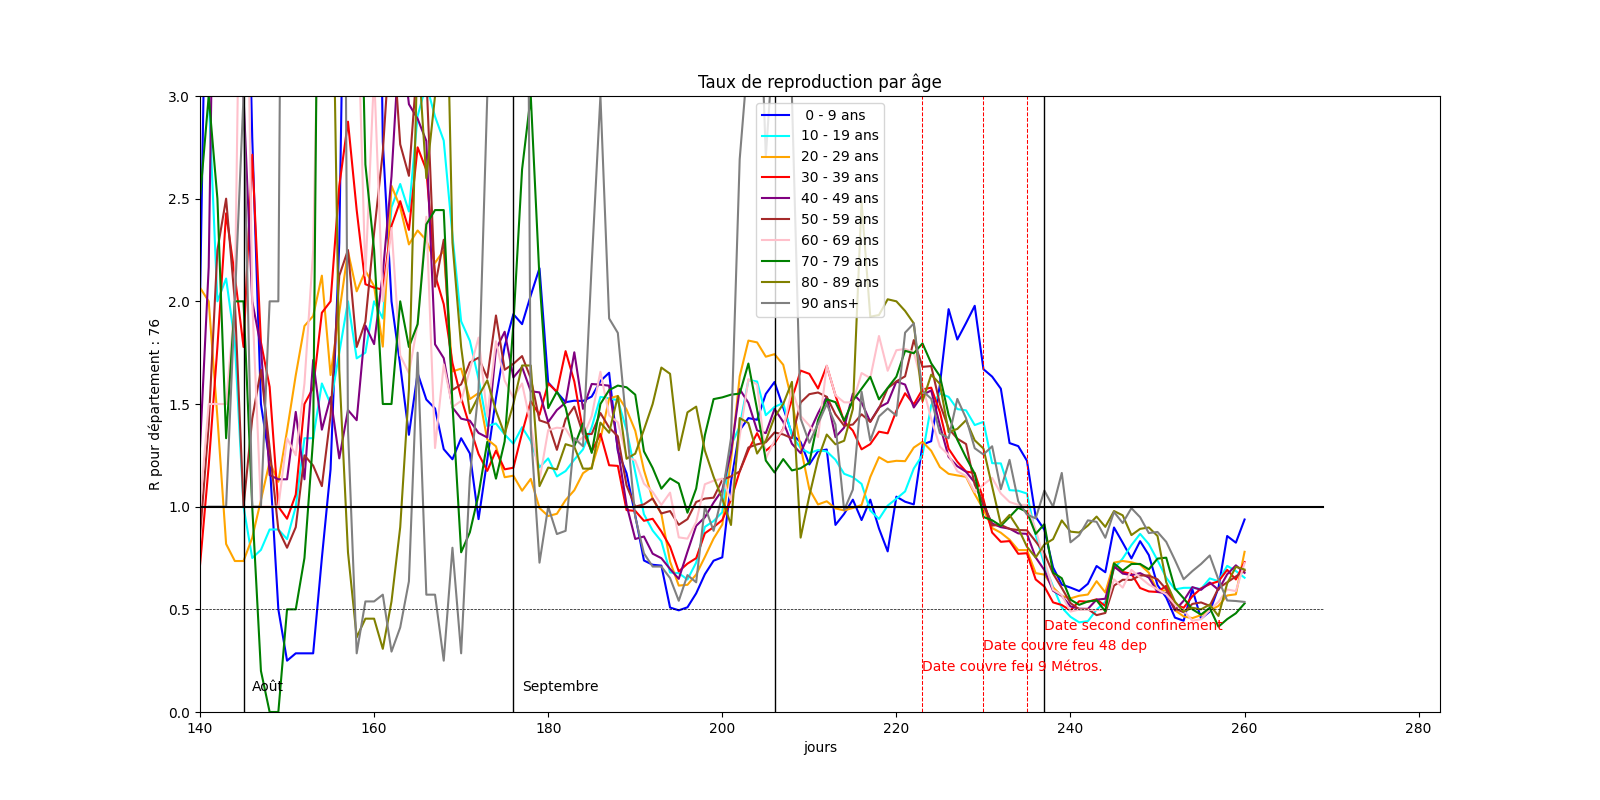 Taux de reproduction par âge
R pour département : 76
3.0
2.5
2.0
1.5
1.0
0.5
0.0
0 - 9 ans
10 - 19 ans
20 - 29 ans
30 - 39 ans
40 - 49 ans
50 - 59 ans
60 - 69 ans
70 - 79 ans
80 - 89 ans
90 ans+
Date second confinement
Date couvre feu 48 dep
Date couvre feu 9 Métros.
Août
Septembre
140 160 180 200 220 240 260 280
jours